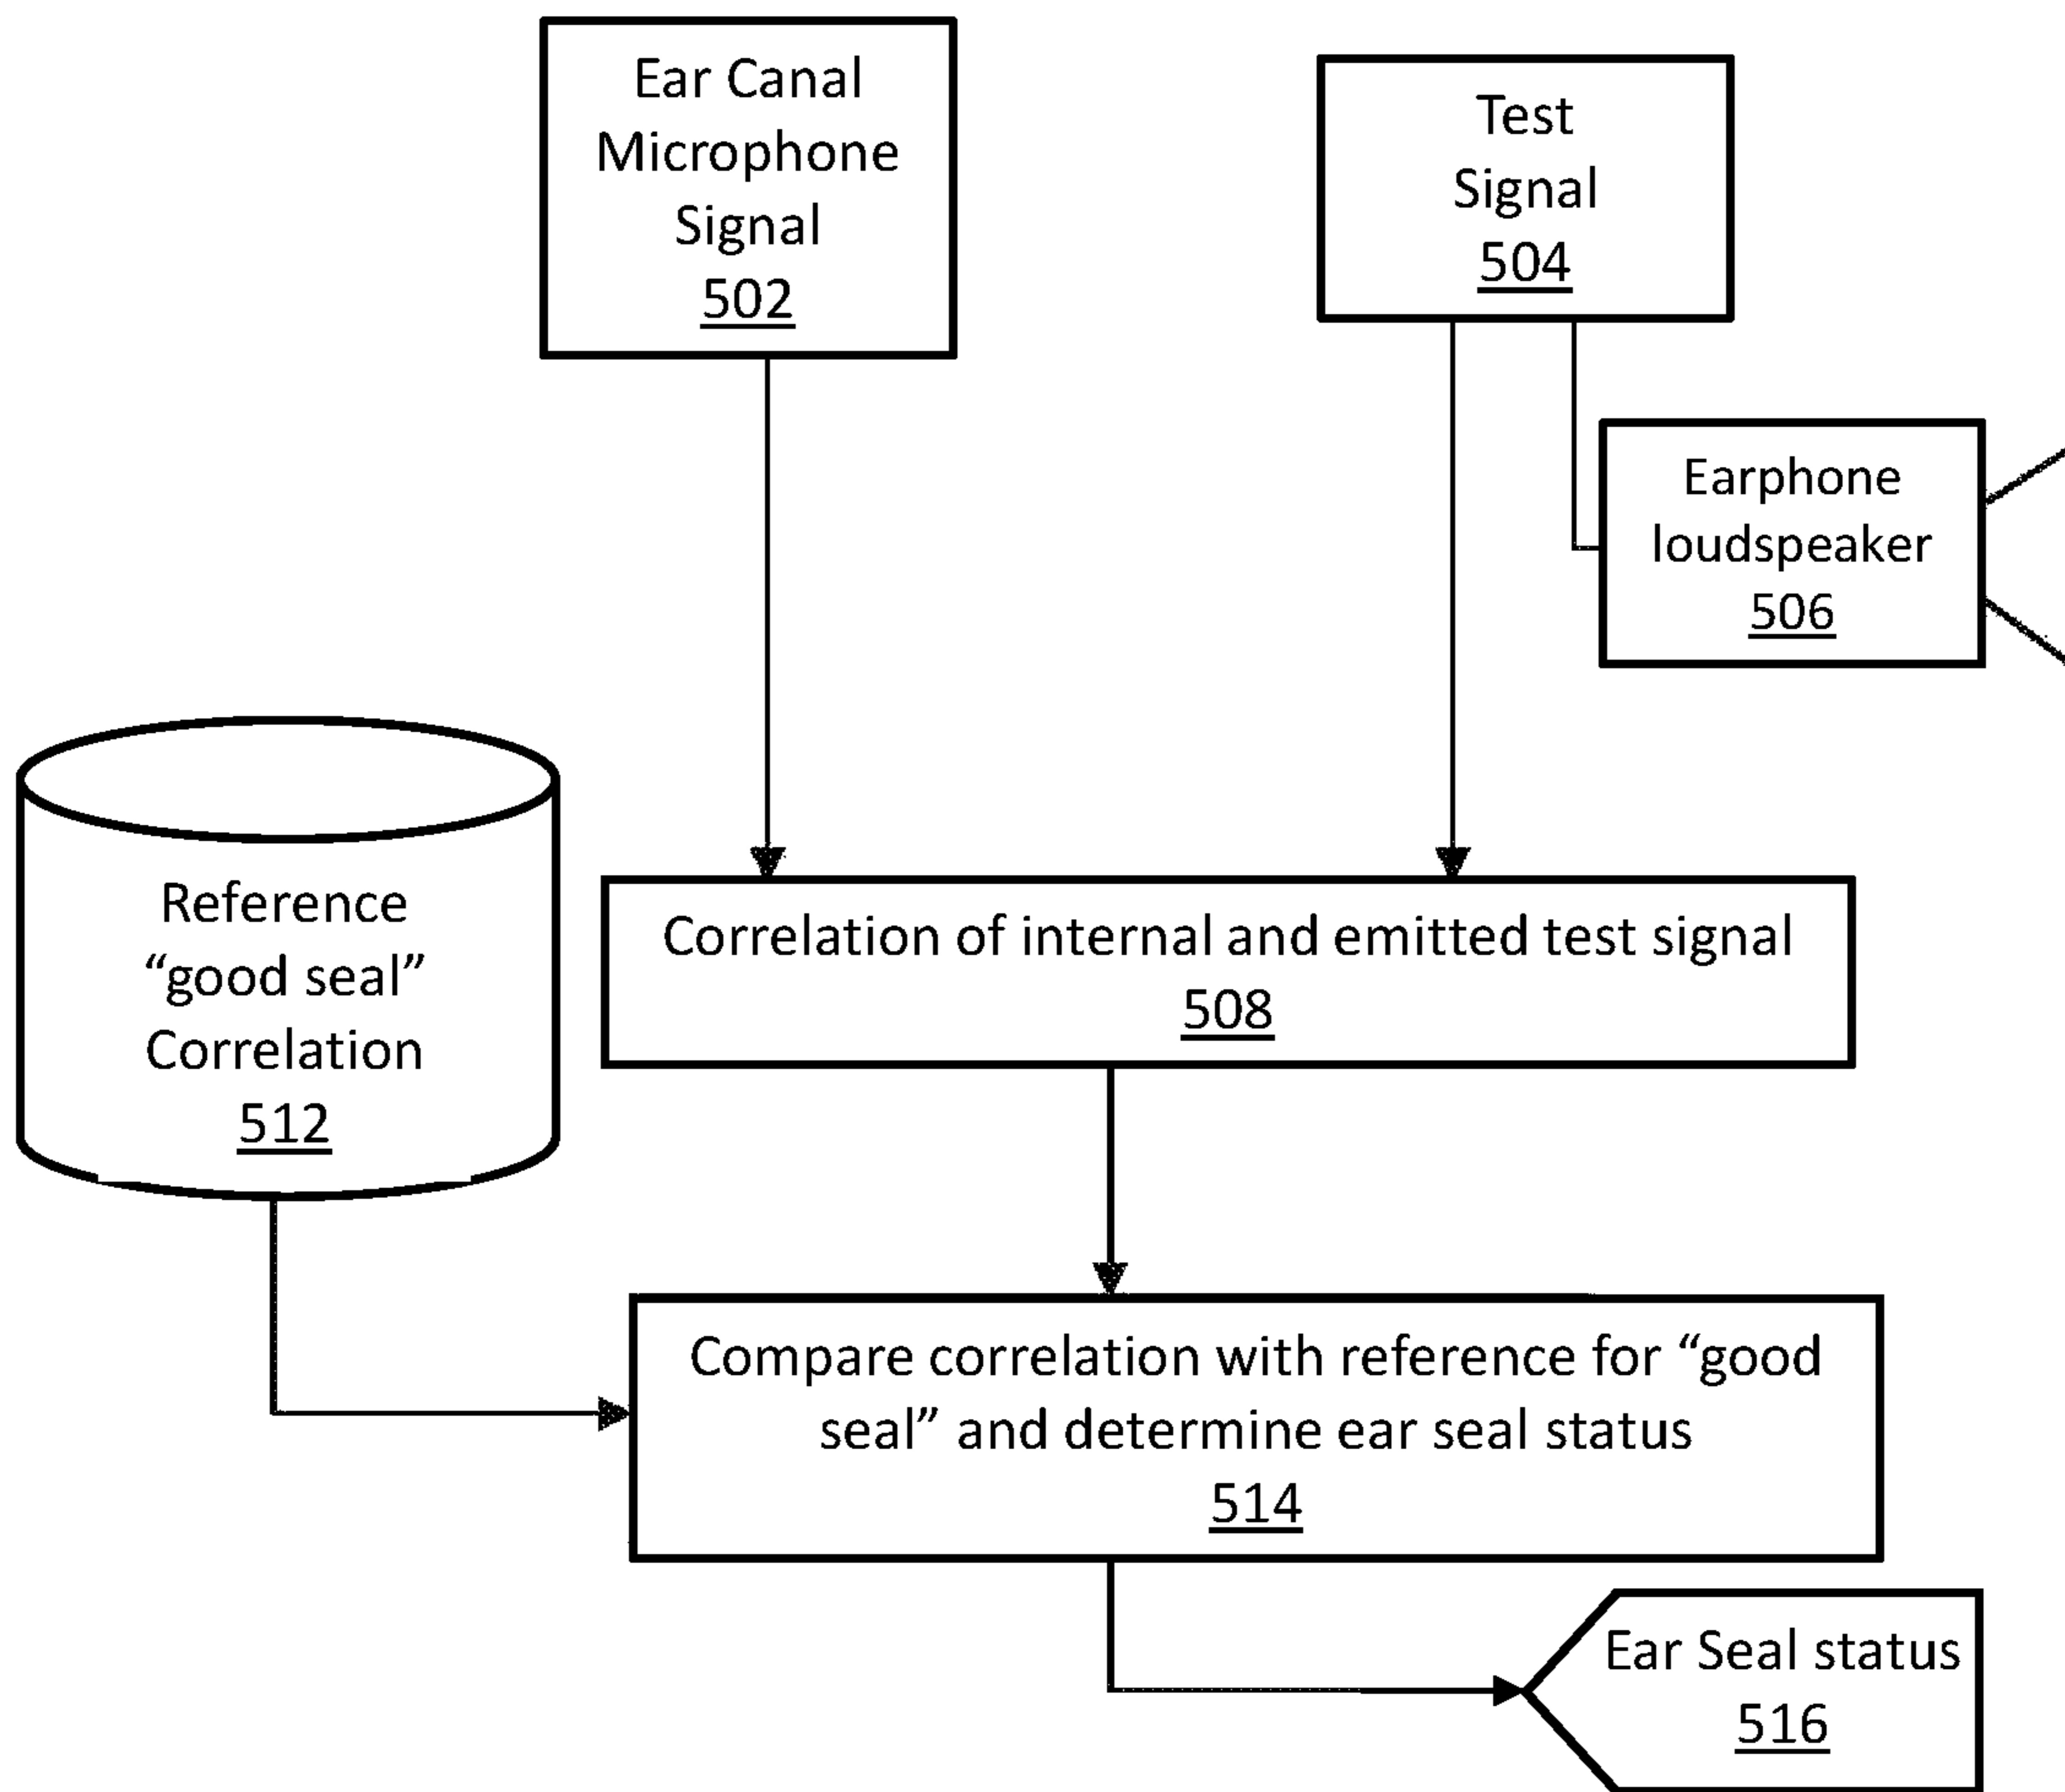 Ear Canal
Microphone
Signal
502
Test
Signal
504
Earphone
loudspeaker
506
Reference
“good seal”
Correlation
512
Correlation of internal and emitted test signal
508
Compare correlation with reference for “good
seal” and determine ear seal status
514
Ear Seal status
516